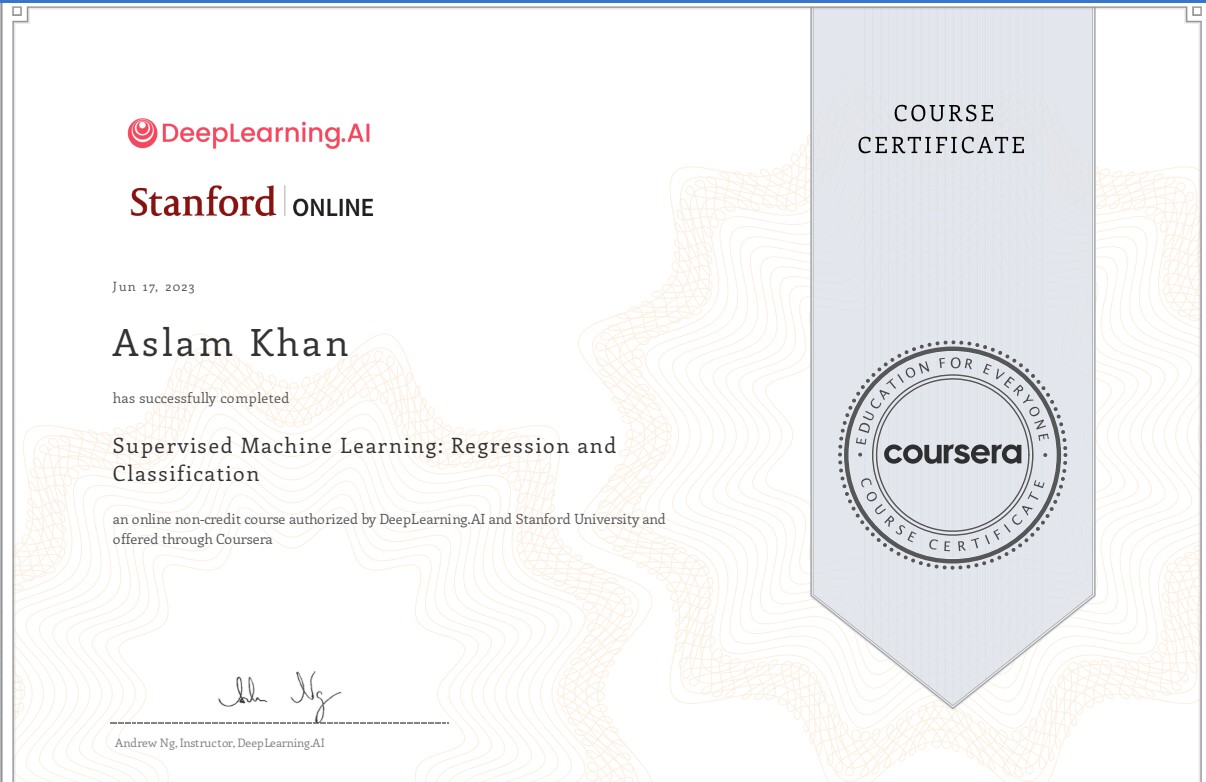 DeepLearning.AI
Stanford ONLINE
Jun 17, 2023
Aslam Khan
has successfully completed
Supervised Machine Learning: Regression and
Classification
an online non-credit course authorized by DeepLearning.AI and Stanford University and
offered through Coursera
Andrew Ng
Andrew Ng, Instructor, DeepLearning.AI
COURSE
CERTIFICATE
EDUCATION FOR EVERYONE
coursera
COURSE CERTIFICATE